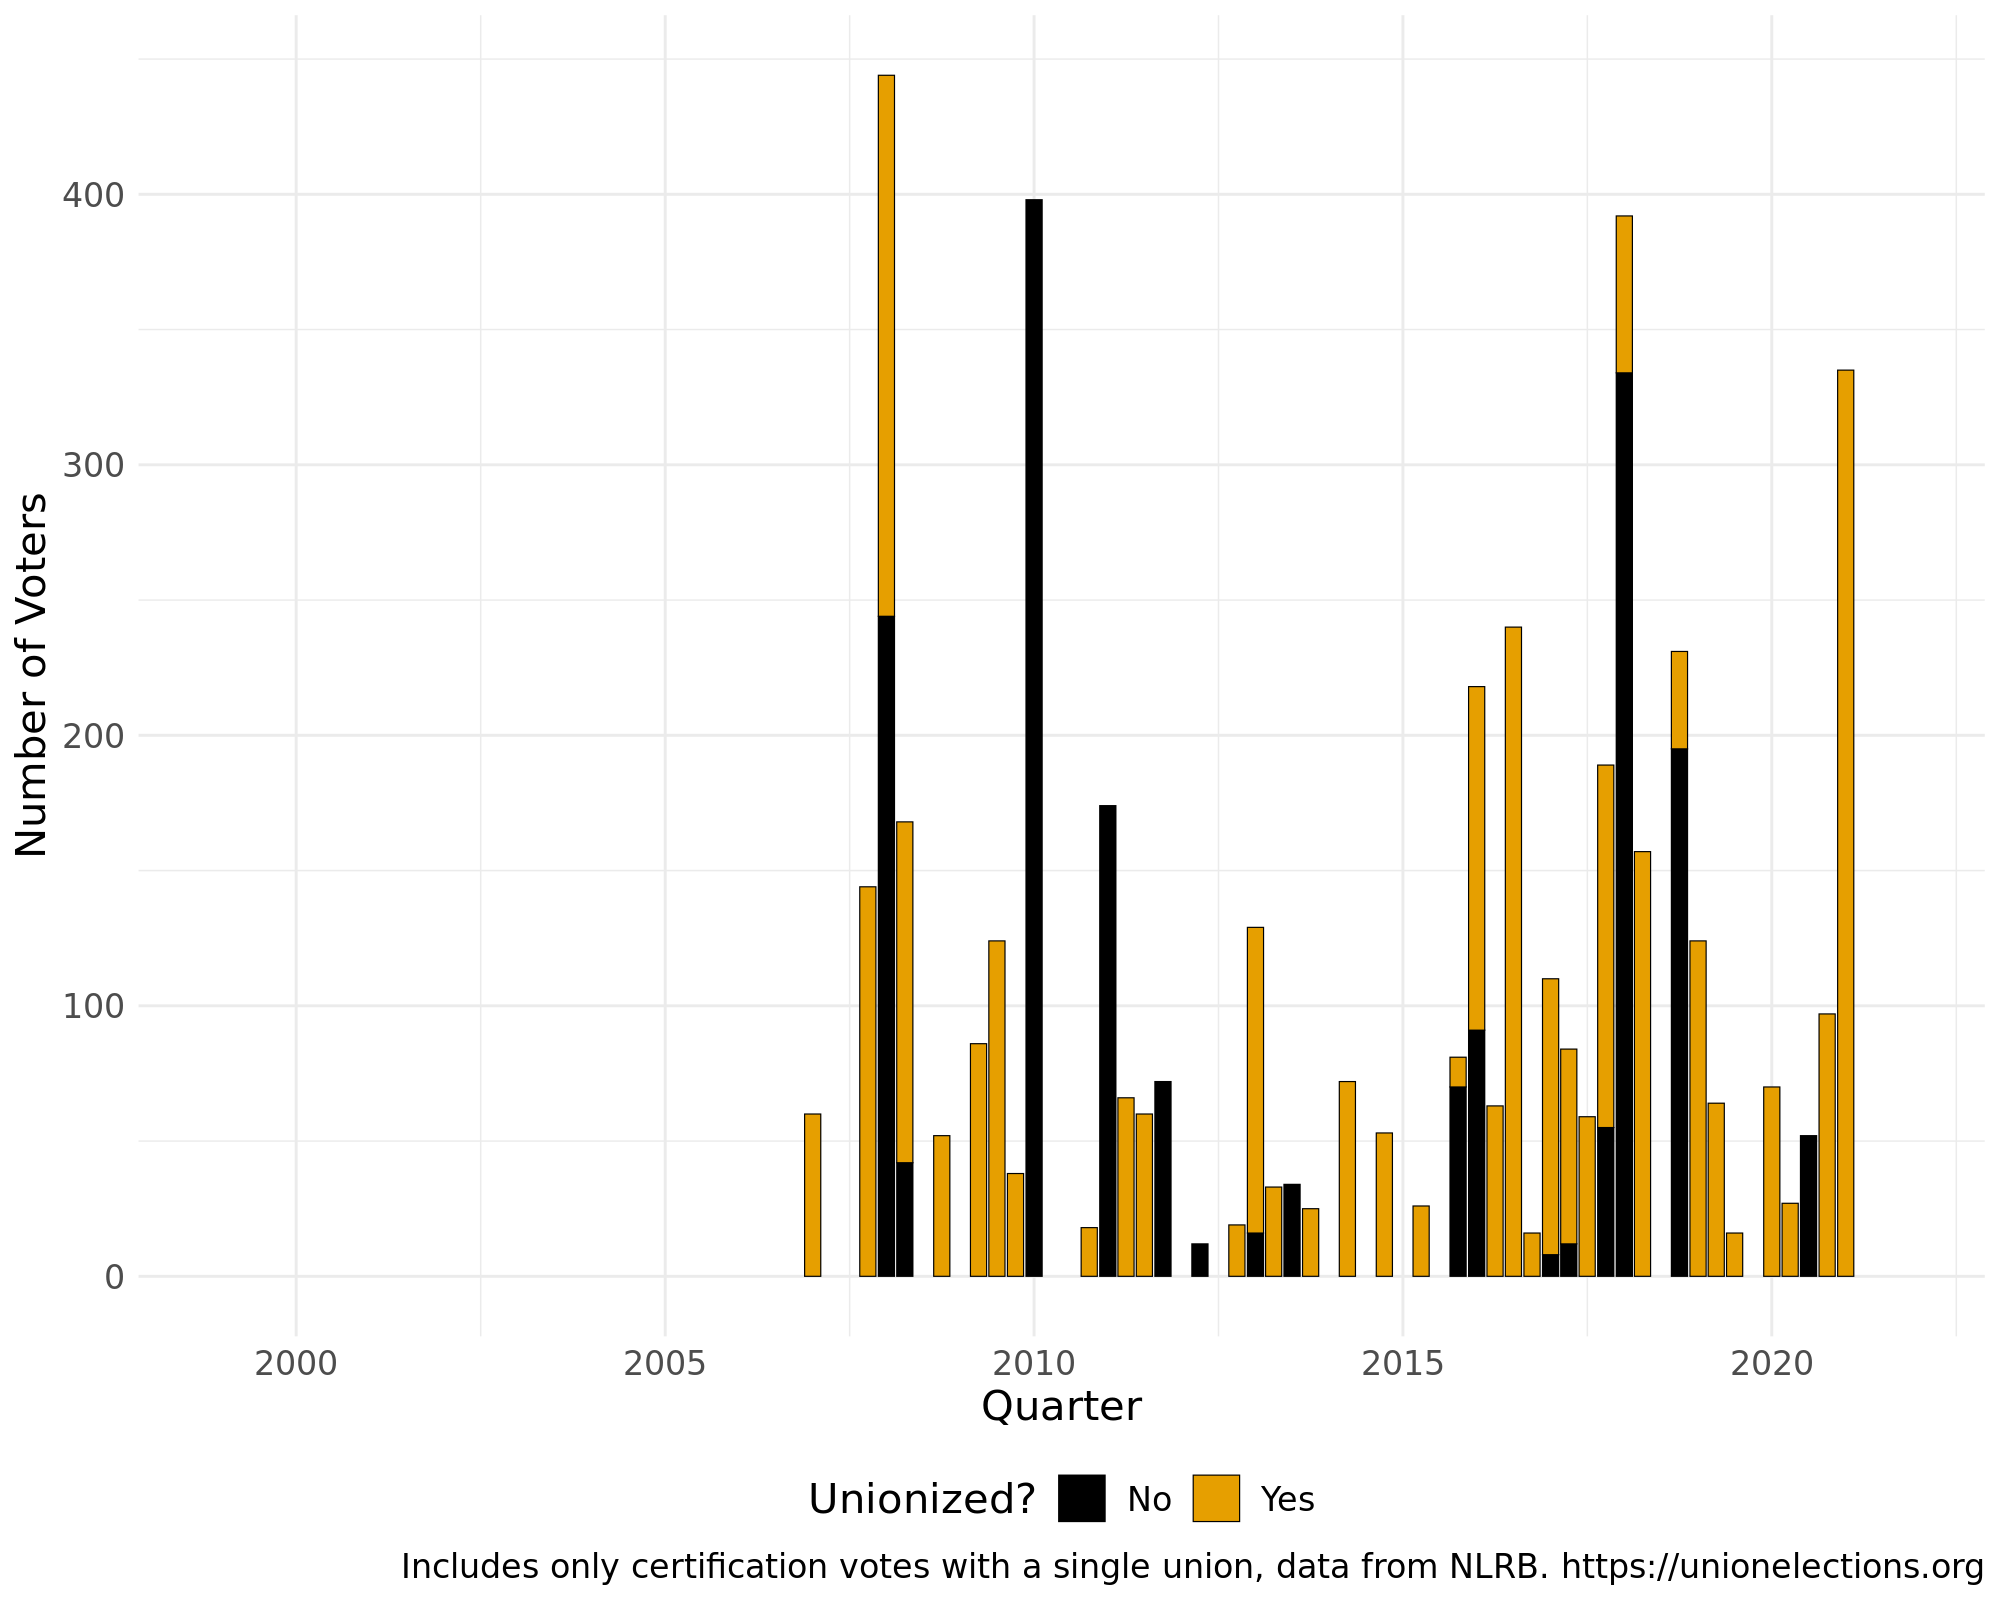 Number of Voters
400
300
200
100
0
2000 2005 2010 2015 2020
Quarter
Unionized? No Yes
Includes only certification votes with a single union, data from NLRB. https://unionelections.org